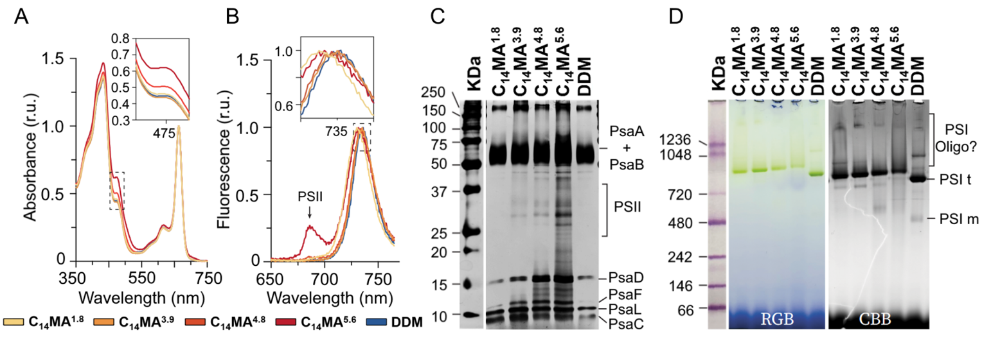 A
Absorbance (r.u.)
1.5
1.0
0.5
0
350
550
750
Wavelength (nm)
0.8
0.7
0.6
0.5
0.4
0.3
475
B
Fluorescence (r.u.)
1.5
1.0
0.5
0
650
700
750
Wavelength (nm)
1.0
0.6
735
PSII
C₁₄MA¹·⁸
C₁₄MA³·⁹
C₁₄MA⁴·⁸
C₁₄MA⁵·⁶
DDM
C
KDa
C₁₄MA¹·⁸
C₁₄MA³·⁹
C₁₄MA⁴·⁸
C₁₄MA⁵·⁶
DDM
250
150
100
75
50
37
25
20
15
10
PsaA
+
PsaB
PSII
PsaD
PsaF
PsaL
PsaC
D
KDa
C₁₄MA¹·⁸
C₁₄MA³·⁹
C₁₄MA⁴·⁸
C₁₄MA⁵·⁶
DDM
C₁₄MA¹·⁸
C₁₄MA³·⁹
C₁₄MA⁴·⁸
C₁₄MA⁵·⁶
DDM
1236
1048
720
480
242
146
66
RGB
CBB
PSI
Oligo?
PSI t
PSI m